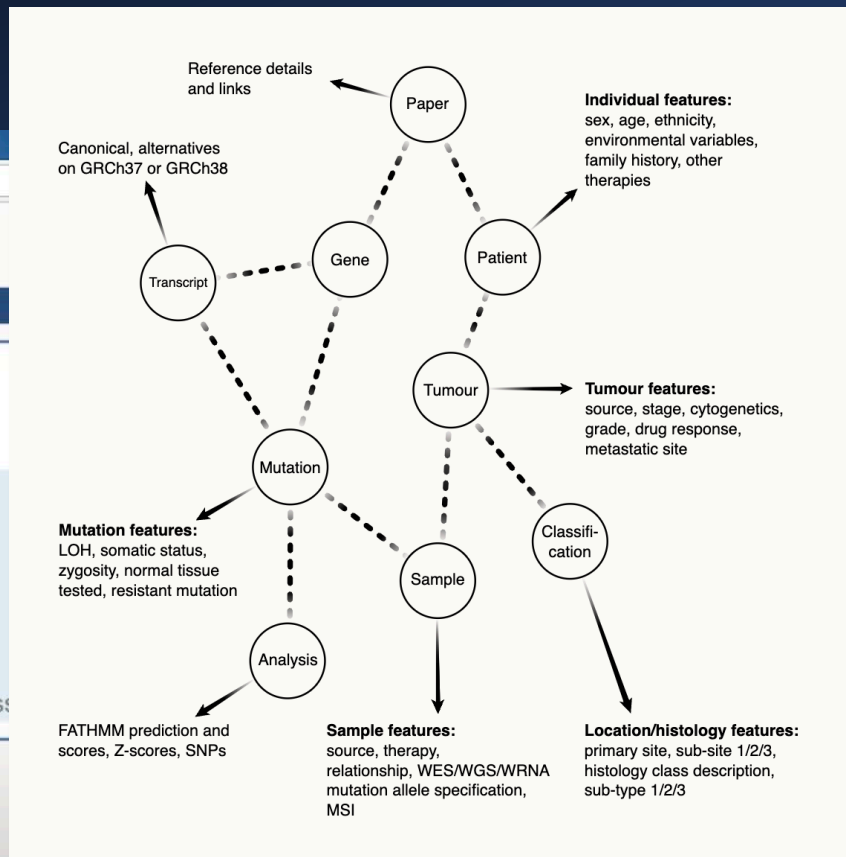 Reference details
and links
Paper
Individual features:
sex, age, ethnicity,
environmental variables,
family history, other
therapies
Canonical, alternatives
on GRCh37 or GRCh38
Gene
Patient
Transcript
Tumour
Tumour features:
source, stage, cytogenetics,
grade, drug response,
metastatic site
Mutation
Mutation features:
LOH, somatic status,
zygosity, normal tissue
tested, resistant mutation
Classifi-
cation
Sample
Analysis
FATHMM prediction and
scores, Z-scores, SNPs
Sample features:
source, therapy,
relationship, WES/WGS/WRNA
mutation allele specification,
MSI
Location/histology features:
primary site, sub-site 1/2/3,
histology class description,
sub-type 1/2/3